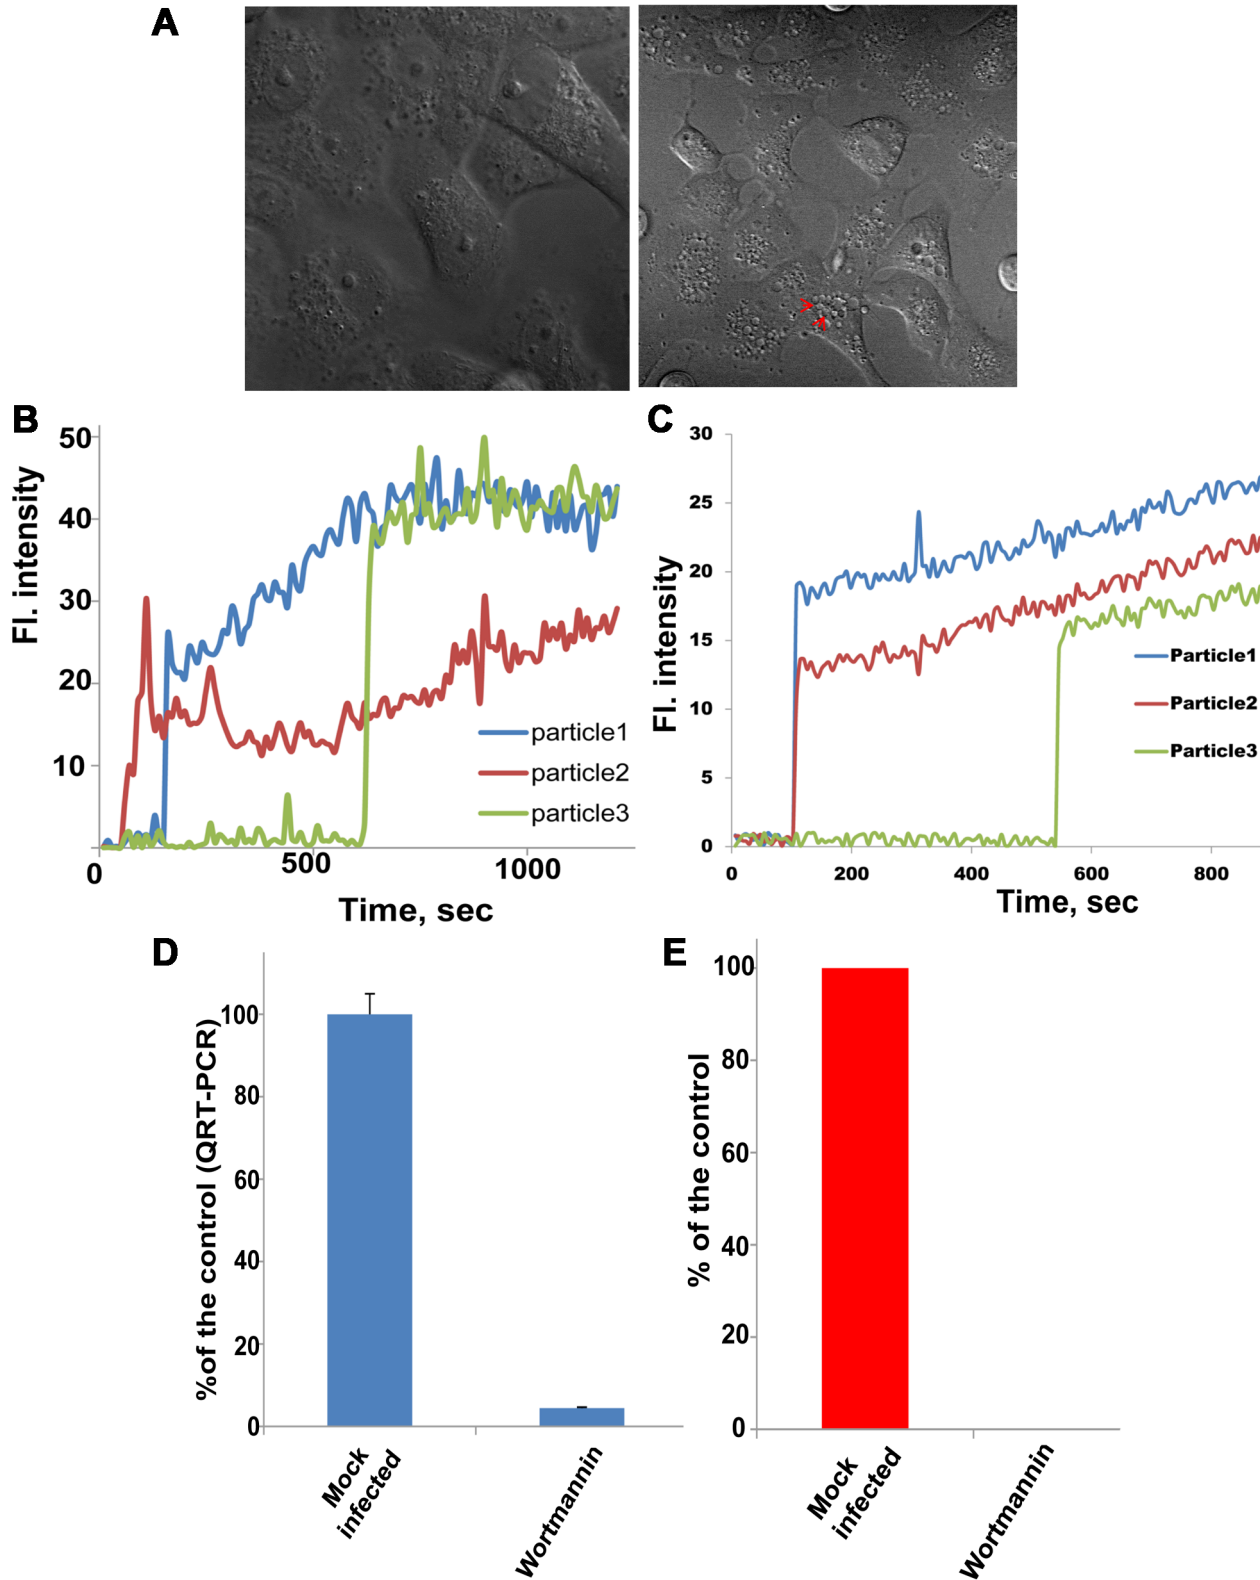 A
B
Fl. intensity
50
40
30
20
10
0
500
1000
Time, sec
particle1
particle2
particle3
C
Fl. intensity
30
25
20
15
10
5
0
0
200
400
600
800
Time, sec
Particle1
Particle2
Particle3
D
%of the control (QRT-PCR)
100
80
60
40
20
0
Mock
infected
Wortmannin
E
% of the control
100
80
60
40
20
0
Mock
infected
Wortmannin